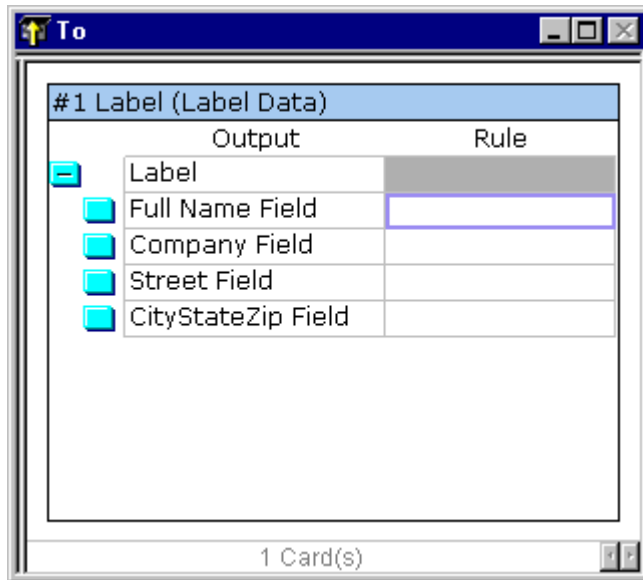 To
#1 Label (Label Data)
Output Rule
Label
Full Name Field
Company Field
Street Field
CityStateZip Field
1 Card(s)